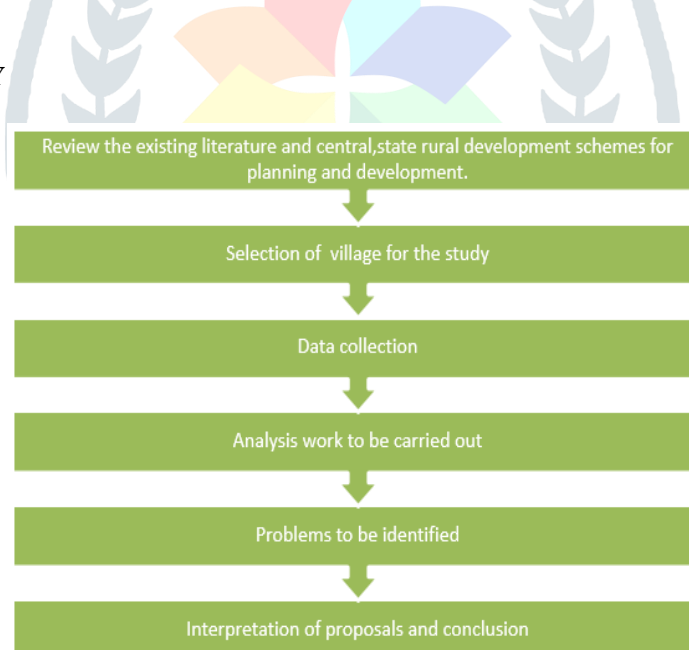 Review the existing literature and central,state rural development schemes for
planning and development.
Selection of village for the study
Data collection
Analysis work to be carried out
Problems to be identified
Interpretation of proposals and conclusion